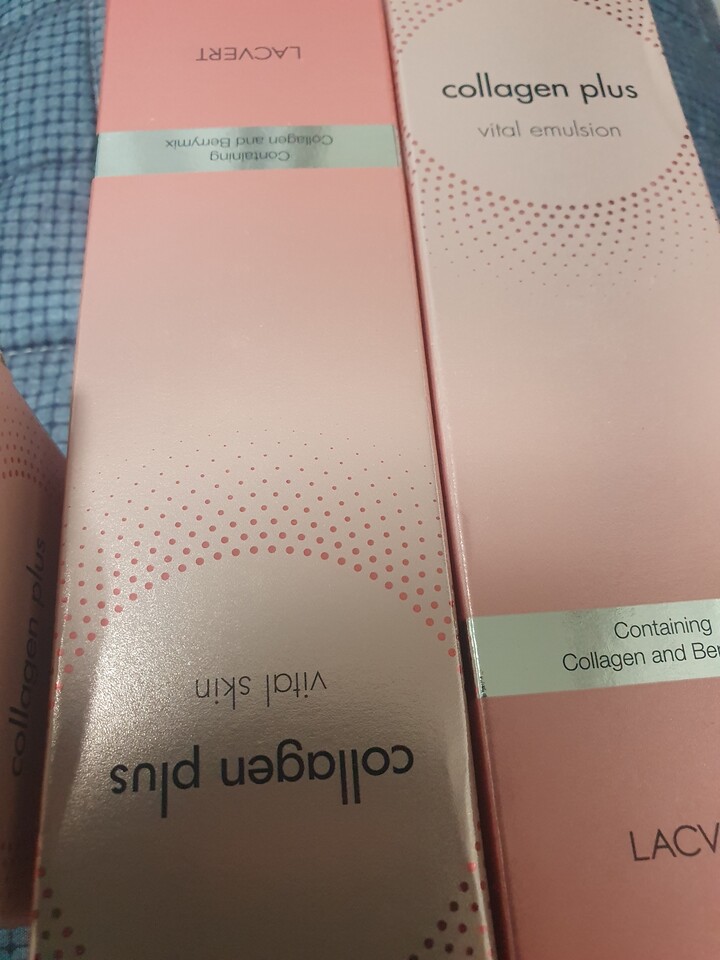 collagen plus
vital emulsion
Containing
Collagen and
LACV
collagen plus
vital skin
Containing
Collagen and Berrymix
LACVERT
collagen plus